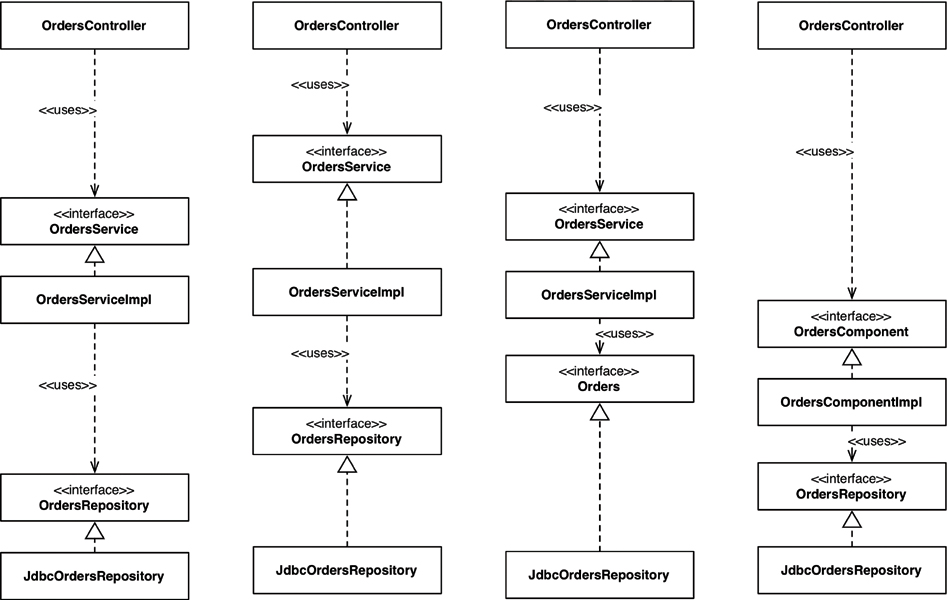 OrdersController
<<uses>>
<<interface>>
OrdersService
OrdersServiceImpl
<<uses>>
<<interface>>
OrdersRepository
JdbcOrdersRepository
OrdersController
<<uses>>
<<interface>>
OrdersService
OrdersServiceImpl
<<uses>>
<<interface>>
OrdersRepository
JdbcOrdersRepository
OrdersController
<<uses>>
<<interface>>
OrdersService
OrdersServiceImpl
<<uses>>
<<interface>>
Orders
JdbcOrdersRepository
OrdersController
<<uses>>
<<interface>>
OrdersComponent
OrdersComponentImpl
<<uses>>
<<interface>>
OrdersRepository
JdbcOrdersRepository